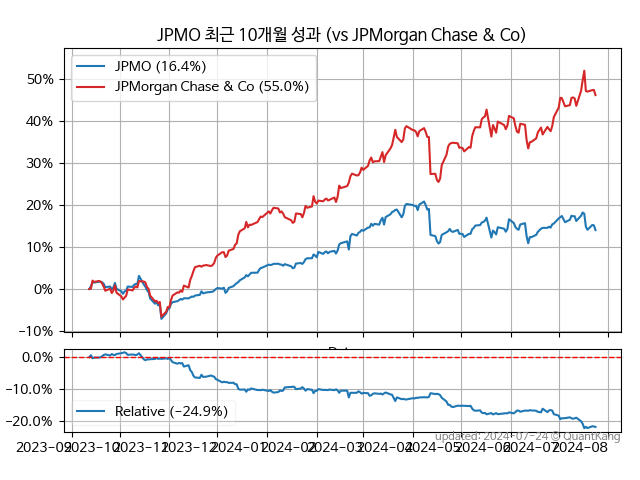 JPMO 최근 10개월 성과 (vs JPMorgan Chase & Co)
JPMO (16.4%)
JPMorgan Chase & Co (55.0%)
50%
40%
30%
20%
10%
0%
−10%
0.0%
−10.0%
−20.0%
Relative (−24.9%)
updated: 2024-07-24 © QuantKang
2023-09 2023-10 2023-11 2023-12 2024-01 2024-02 2024-03 2024-04 2024-05 2024-06 2024-07 2024-08